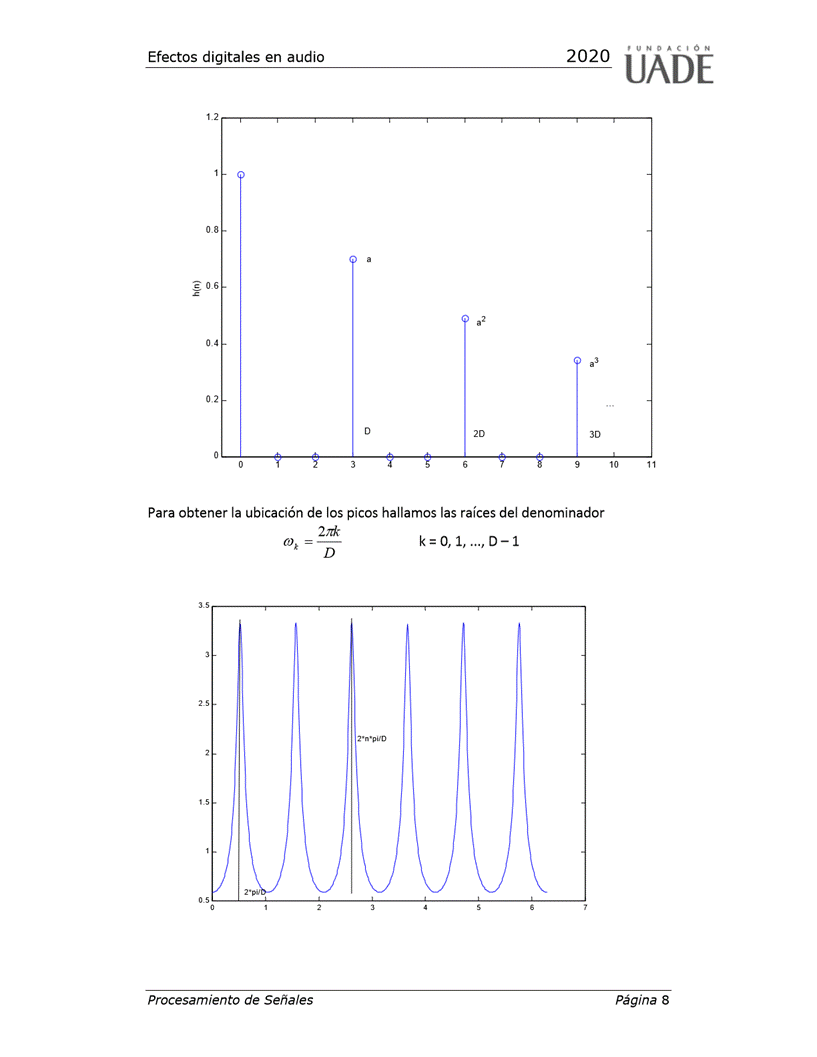 Efectos digitales en audio 2020
FUNDACIÓN
UADE
1.2
1
a
0.8
0.6
h(n)
a²
0.4
a³
...
0.2
D 2D 3D
0
0 1 2 3 4 5 6 7 8 9 10 11
Para obtener la ubicación de los picos hallamos las raíces del denominador
ω_k = 2πk / D k = 0, 1, ..., D – 1
3.5
3
2.5
2*n*pi/D
2
1.5
1
2*pi/D
0.5
0 1 2 3 4 5 6 7
Procesamiento de Señales Página 8